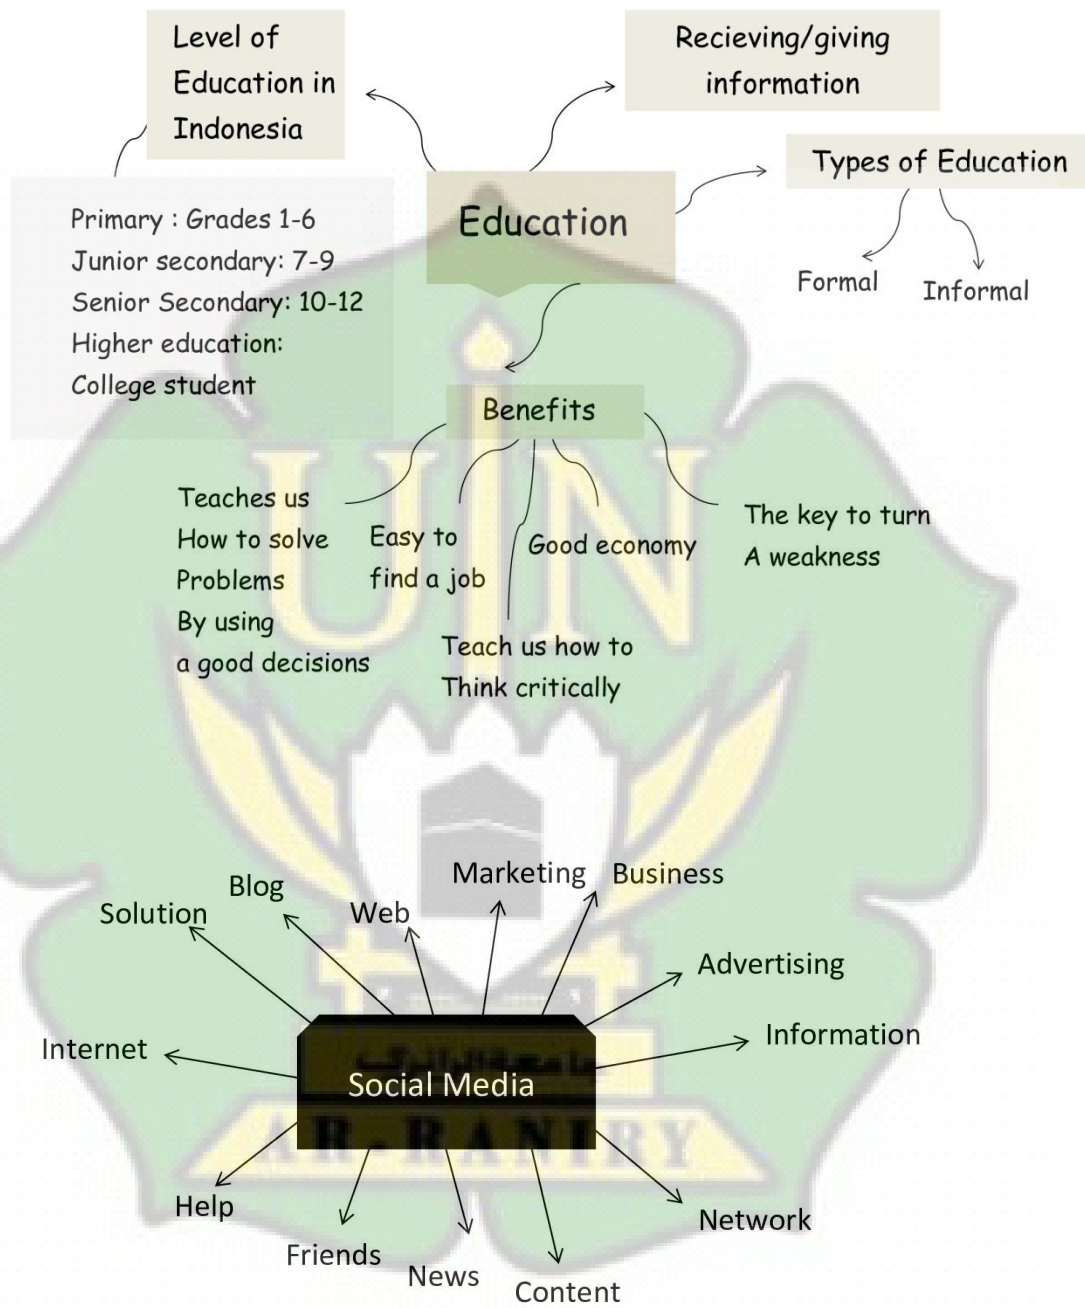 Level of
Education in
Indonesia
Recieving/giving
information
Types of Education
Formal
Informal
Education
Primary : Grades 1-6
Junior secondary: 7-9
Senior Secondary: 10-12
Higher education:
College student
Benefits
Teaches us
How to solve
Problems
By using
a good decisions
Easy to
find a job
Good economy
Teach us how to
Think critically
The key to turn
A weakness
UIN
Solution
Blog
Web
Marketing
Business
Advertising
Information
Internet
Social Media
AR-RANIRY
Help
Friends
News
Content
Network